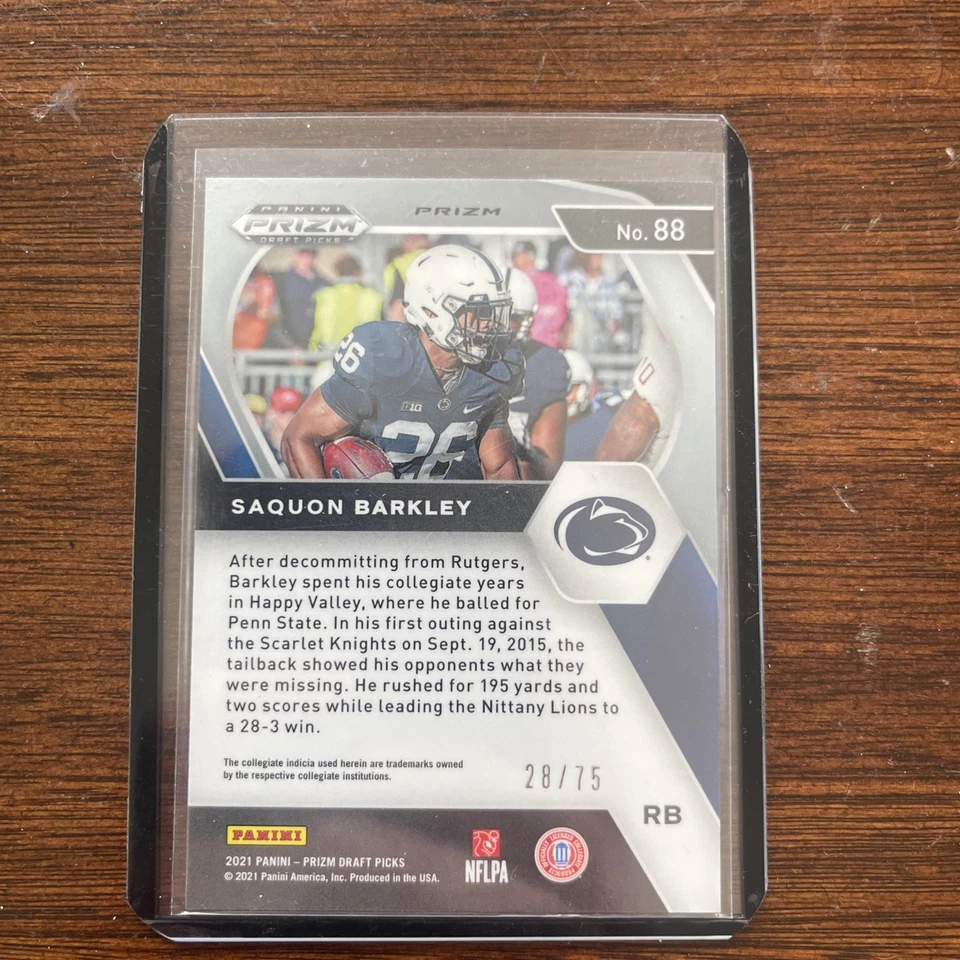 PANINI
PRIZM
DRAFT PICKS
PRIZM
No. 88
26
B1G
26
SAQUON BARKLEY
After decommitting from Rutgers,
Barkley spent his collegiate years
in Happy Valley, where he balled for
Penn State. In his first outing against
the Scarlet Knights on Sept. 19, 2015, the
tailback showed his opponents what they
were missing. He rushed for 195 yards and
two scores while leading the Nittany Lions to
a 28-3 win.
The collegiate indicia used herein are trademarks owned
by the respective collegiate institutions.
28/75
RB
PANINI
2021 PANINI – PRIZM DRAFT PICKS
© 2021 Panini America, Inc. Produced in the USA.
NFLPA